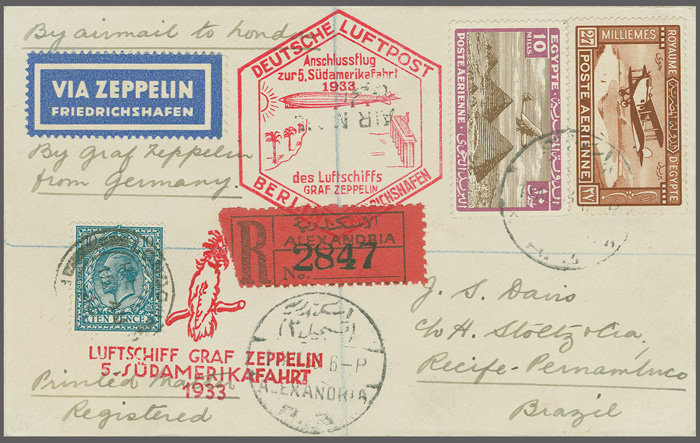 By airmail to London
VIA ZEPPELIN
FRIEDRICHSHAFEN
By Graf Zeppelin
from Germany.
DEUTSCHE LUFTPOST
Anschlussflug
zur 5. Südamerikafahrt
1933
AIR
des Luftschiffs
GRAF ZEPPELIN
BERLIN FRIEDRICHSHAFEN
10
MILLS
EGYPTE
POSTE AERIENNE
27
MILLIEMES
ROYAUME D'EGYPTE
POSTE AERIENNE
٢٧
R
الاسكندرية
ALEXANDRIA
No. 2847
10 10
TEN PENCE
LUFTSCHIFF GRAF ZEPPELIN
5. SÜDAMERIKAFAHRT
1933
6-P
ALEXANDRIA
Printed Matter
Registered
J. S. Davis
c/o H. Stoltz & Cia,
Recife - Pernambuco
Brazil